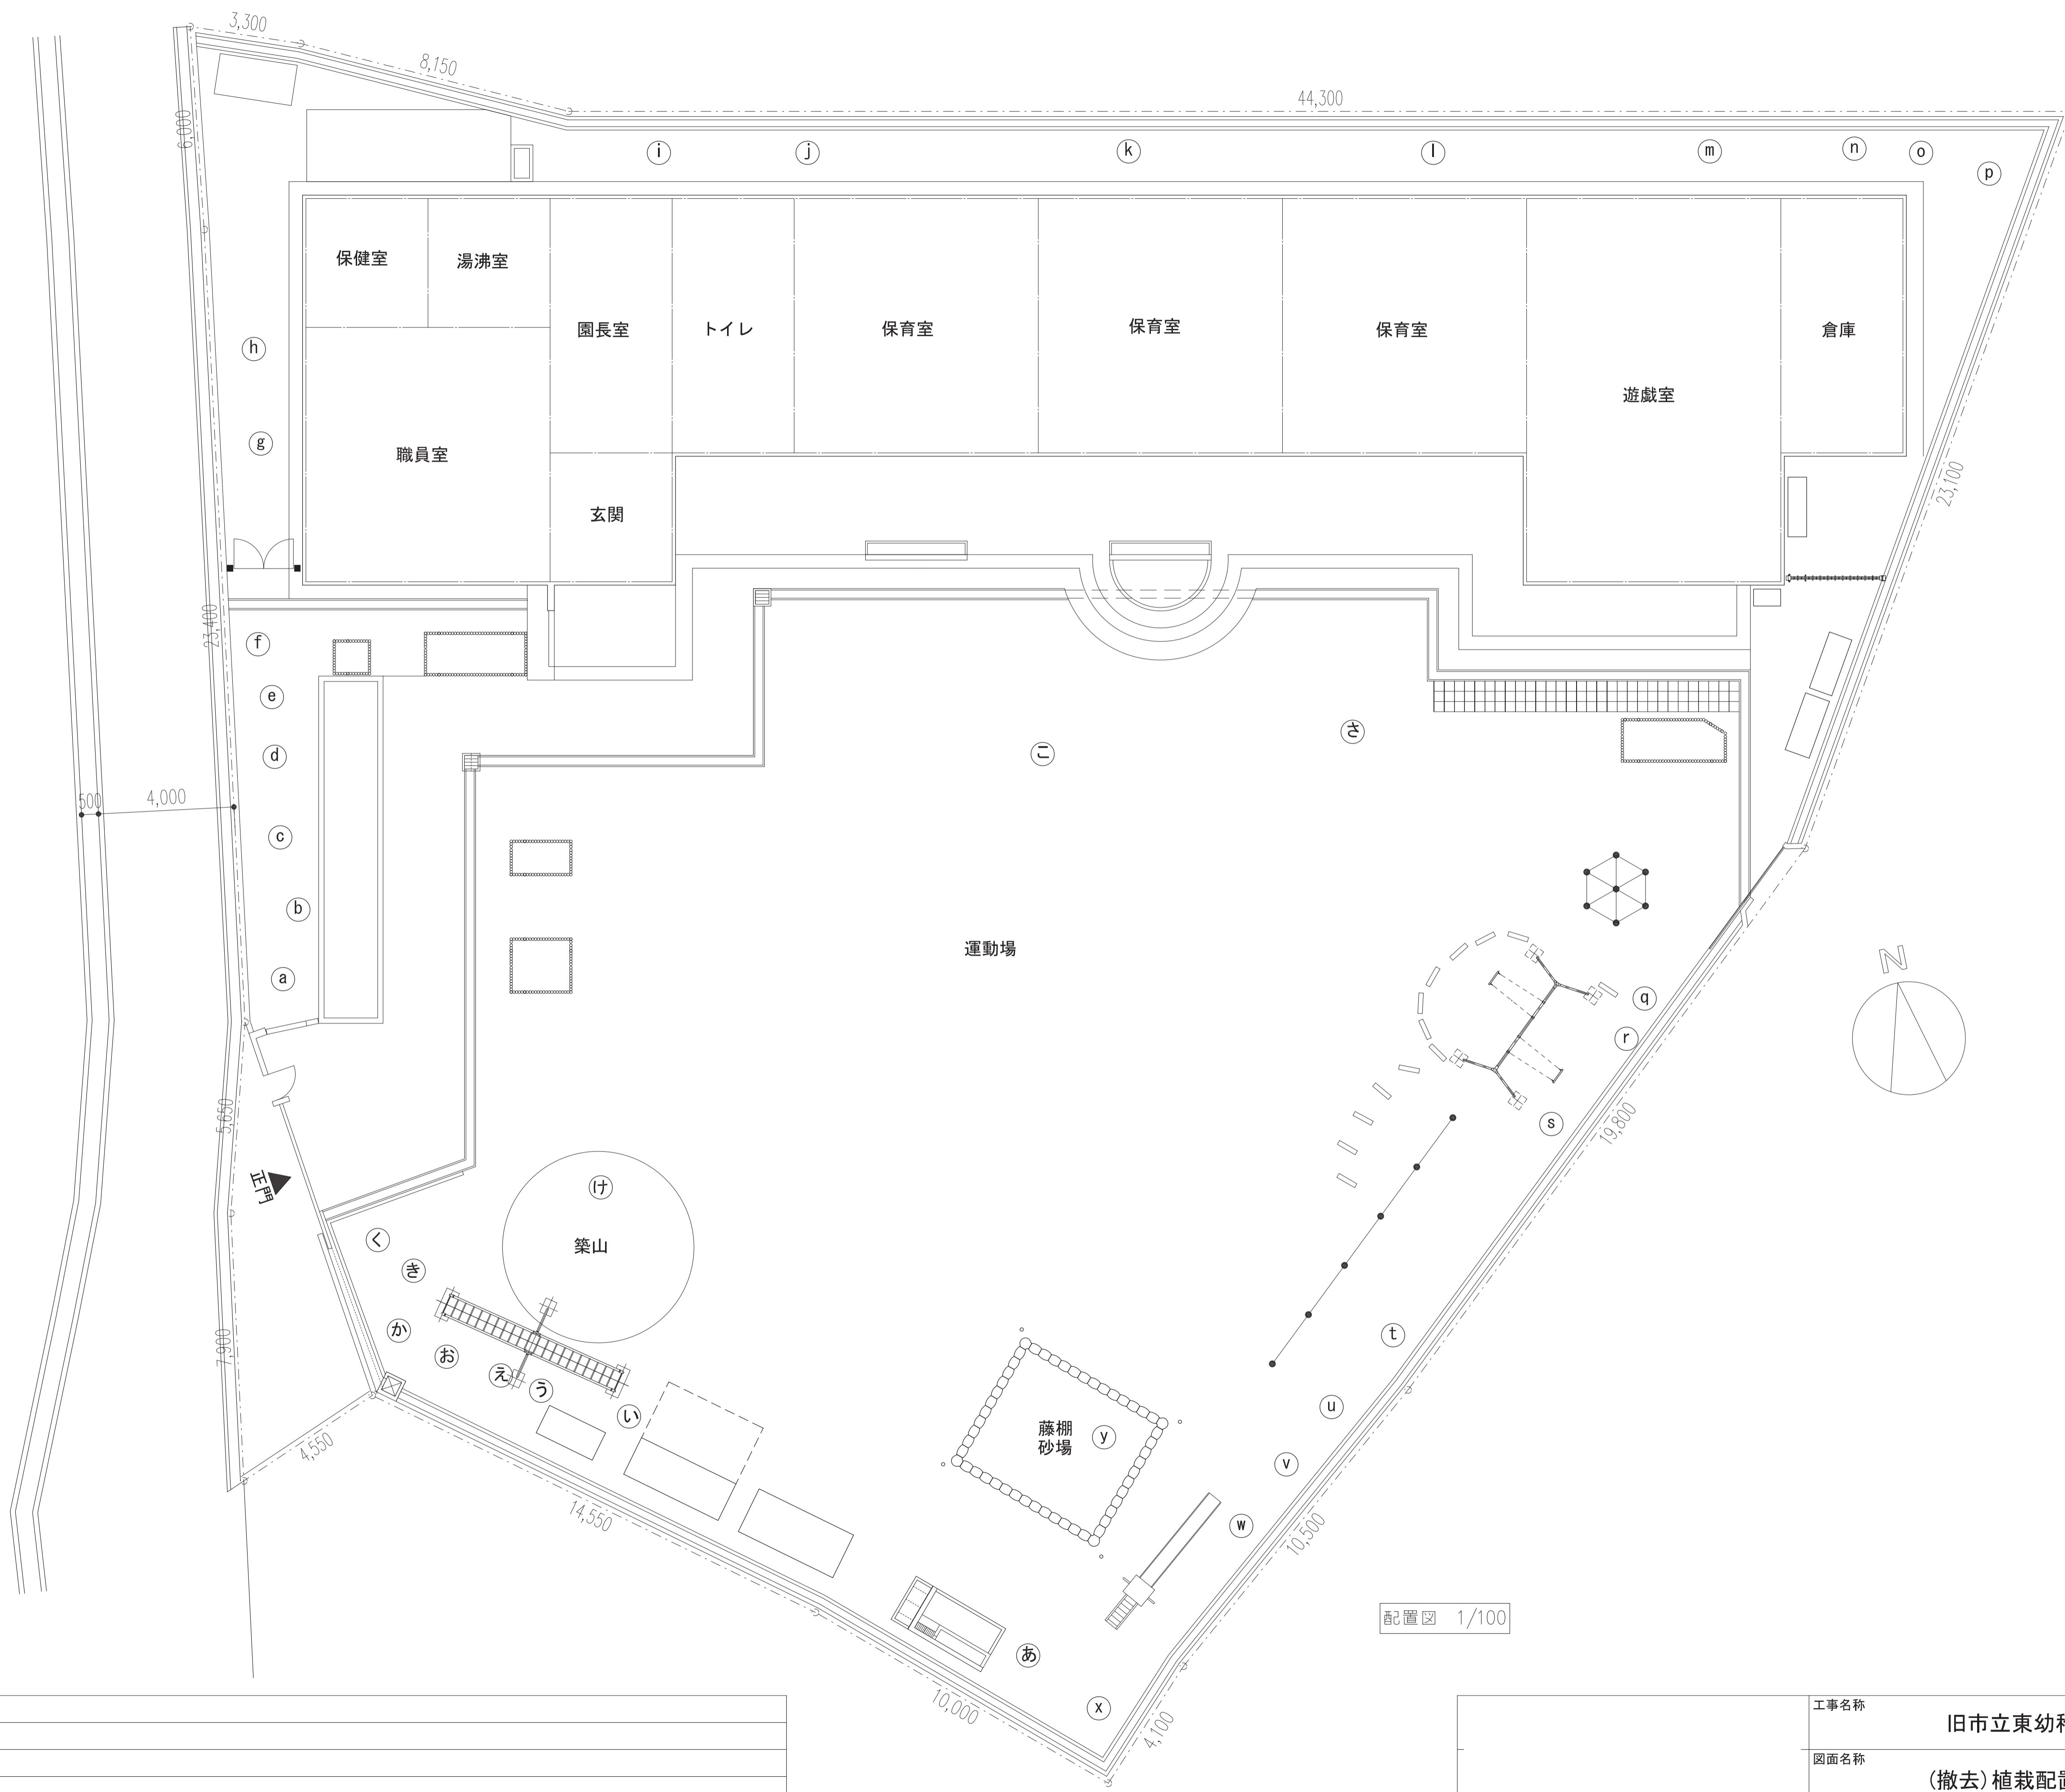 3,300
8,150
44,300
6,000
i
j
k
l
m
n
o
p
保健室
湯沸室
園長室
トイレ
保育室
保育室
保育室
倉庫
h
遊戯室
g
職員室
23,100
玄関
23,400
f
e
d
こ
さ
500
4,000
c
b
運動場
a
q
N
r
5,650
s
19,800
正門
け
く
築山
き
か
お
え
う
い
7,900
t
u
藤棚
砂場
y
v
4,550
14,550
w
10,500
配置図 1/100
あ
x
10,000
4,100
工事名称
旧市立東幼稚
図面名称
(撤去)植栽配置